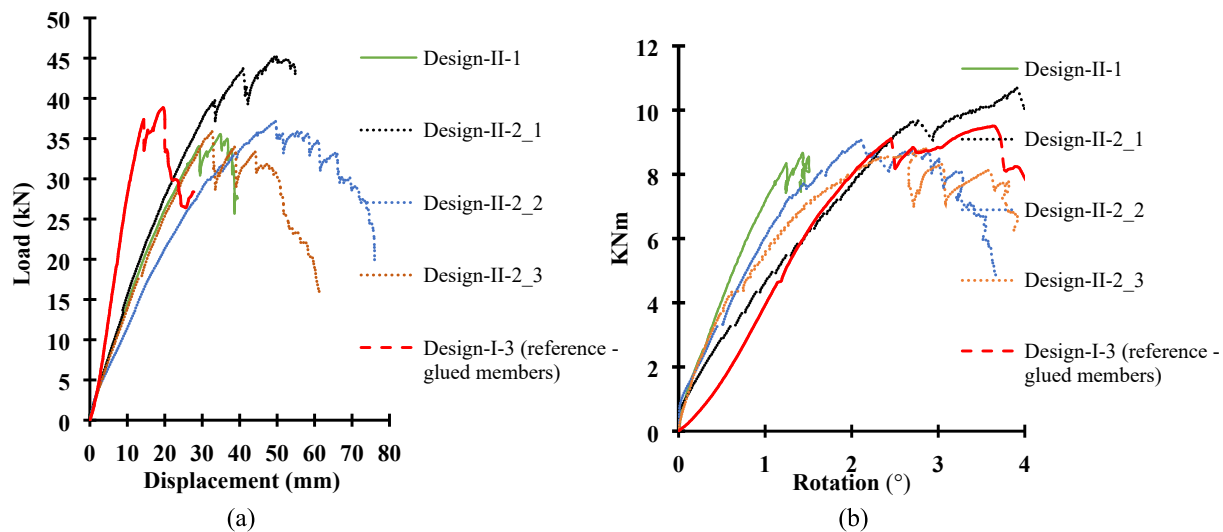 50
45
40
35
30
25
20
15
10
5
0
Load (kN)
0 10 20 30 40 50 60 70 80
Displacement (mm)
Design-II-1
Design-II-2_1
Design-II-2_2
Design-II-2_3
Design-I-3 (reference -
glued members)
(a)
12
10
8
6
4
2
0
KNm
0 1 2 3 4
Rotation (°)
Design-II-1
Design-II-2_1
Design-II-2_2
Design-II-2_3
Design-I-3 (reference -
glued members)
(b)